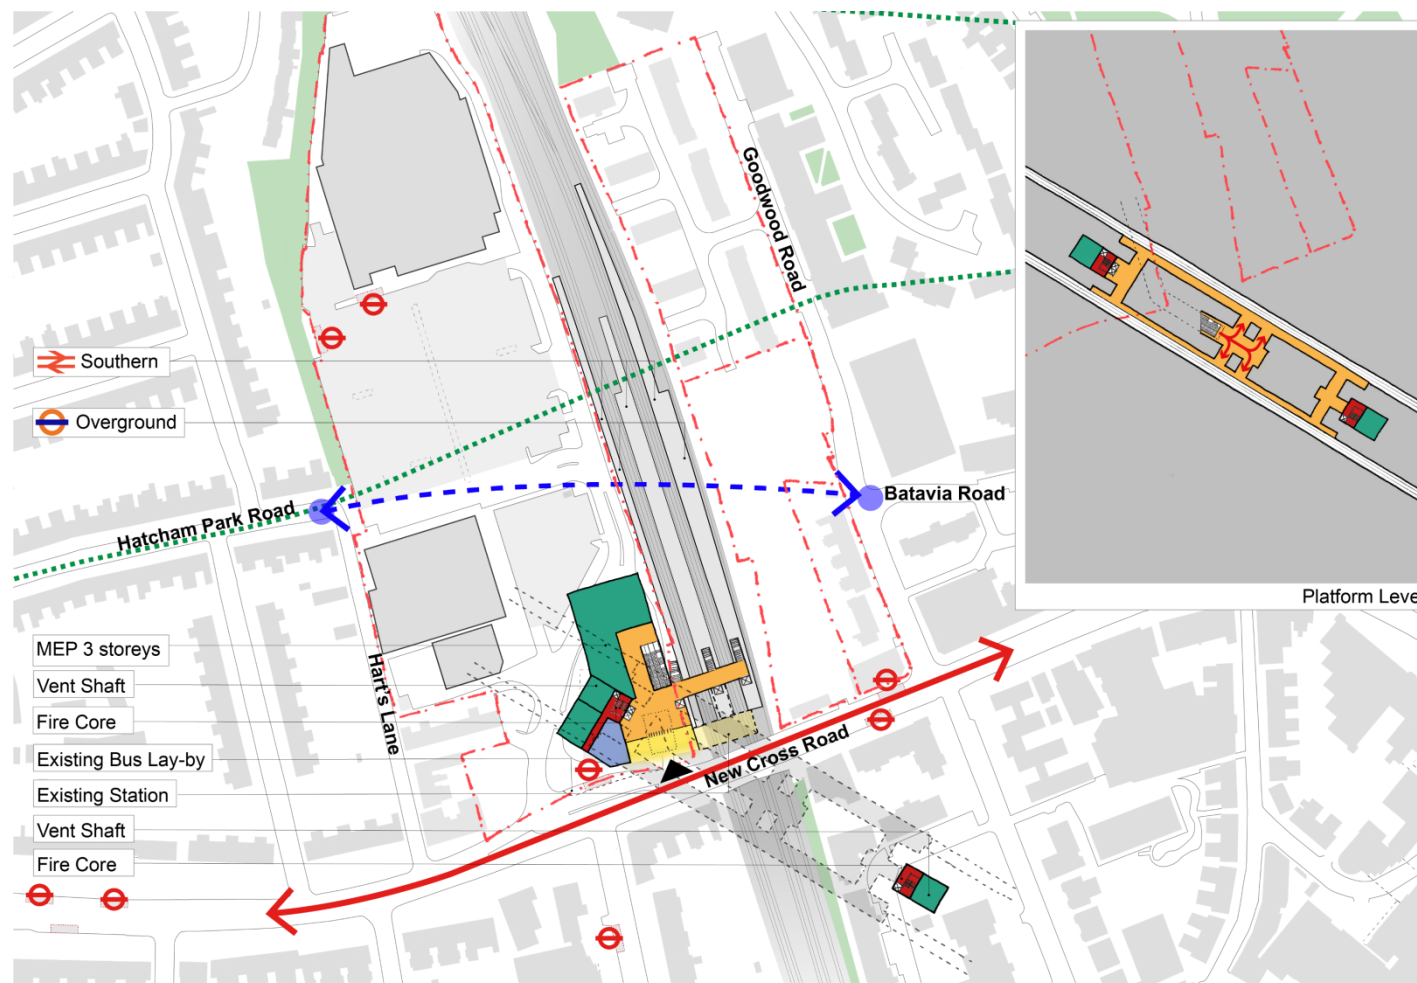 Goodwood Road
Southern
Overground
Batavia Road
Hatcham Park Road
Platform Leve
MEP 3 storeys
Vent Shaft
Fire Core
Existing Bus Lay-by
Existing Station
Vent Shaft
Fire Core
Hart's Lane
New Cross Road